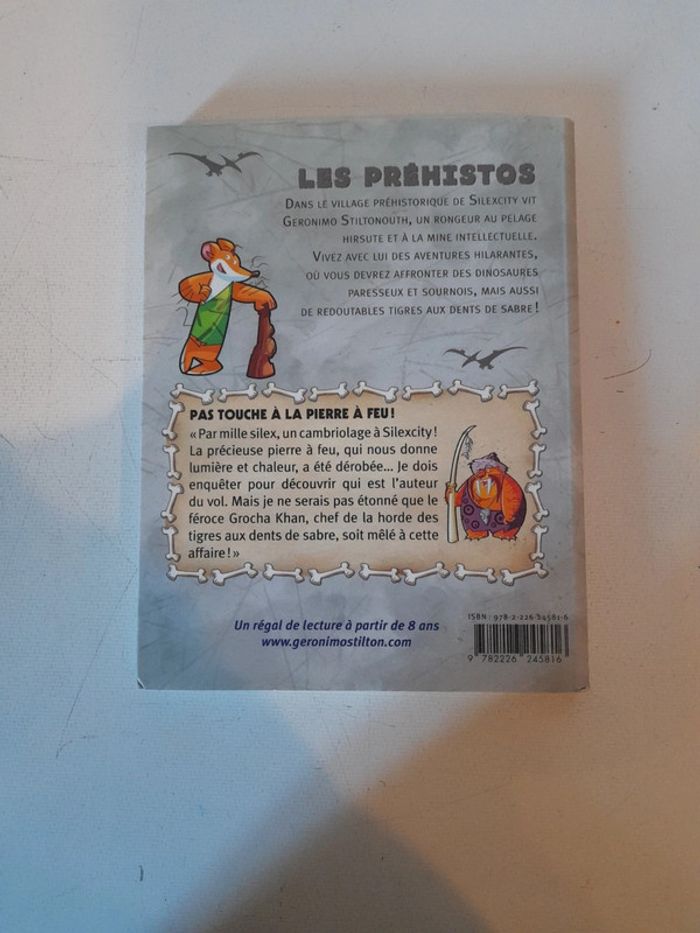 LES PRÉHISTOS
DANS LE VILLAGE PRÉHISTORIQUE DE SILEXCITY VIT
GERONIMO STILTONOUTH, UN RONGEUR AU PELAGE
HIRSUTE ET À LA MINE INTELLECTUELLE.
VIVEZ AVEC LUI DES AVENTURES HILARANTES,
OÙ VOUS DEVREZ AFFRONTER DES DINOSAURES
PARESSEUX ET SOURNOIS, MAIS AUSSI
DE REDOUTABLES TIGRES AUX DENTS DE SABRE !
PAS TOUCHE À LA PIERRE À FEU !
« Par mille silex, un cambriolage à Silexcity !
La précieuse pierre à feu, qui nous donne
lumière et chaleur, a été dérobée... Je dois
enquêter pour découvrir qui est l'auteur
du vol. Mais je ne serais pas étonné que le
féroce Grocha Khan, chef de la horde des
tigres aux dents de sabre, soit mêlé à cette
affaire ! »
Un régal de lecture à partir de 8 ans
www.geronimostilton.com
ISBN : 978-2-226-24581-6
9 782226 245816